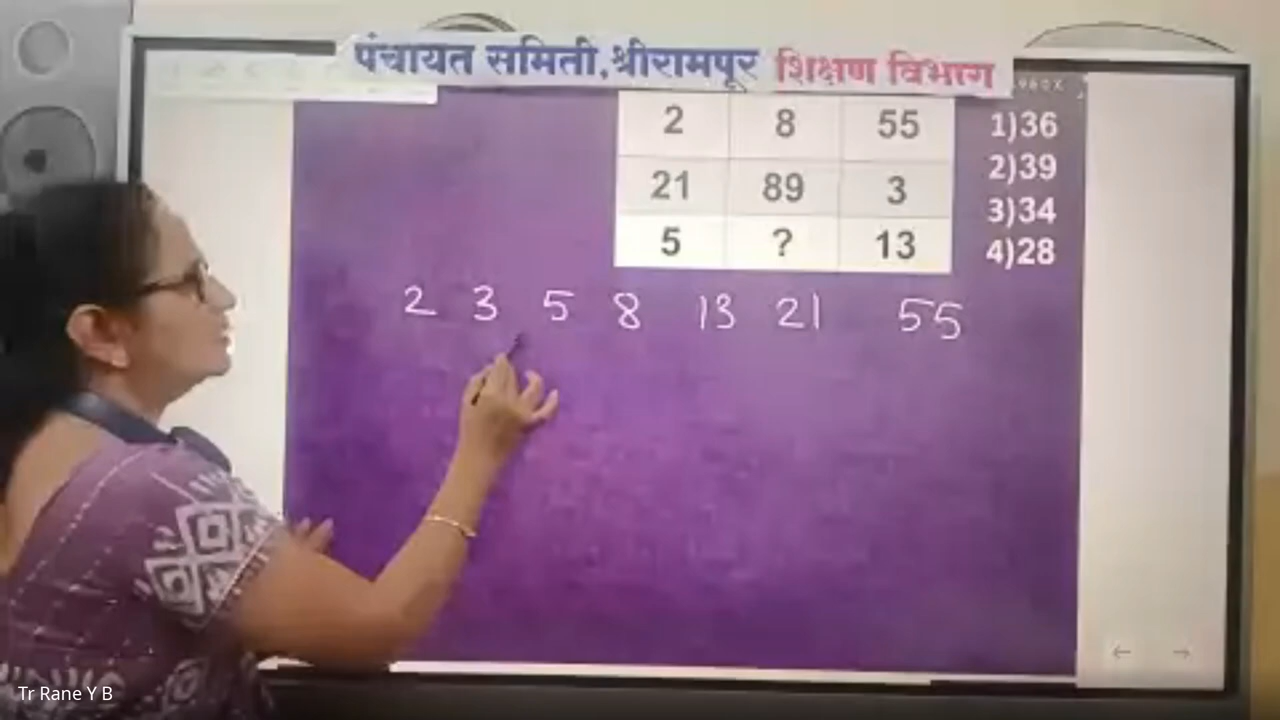 पंचायत समिती,श्रीरामपूर शिक्षण विभाग
2 8 55
21 89 3
5 ? 13
1)36
2)39
3)34
4)28
2 3 5 8 13 21 55
Tr Rane Y B